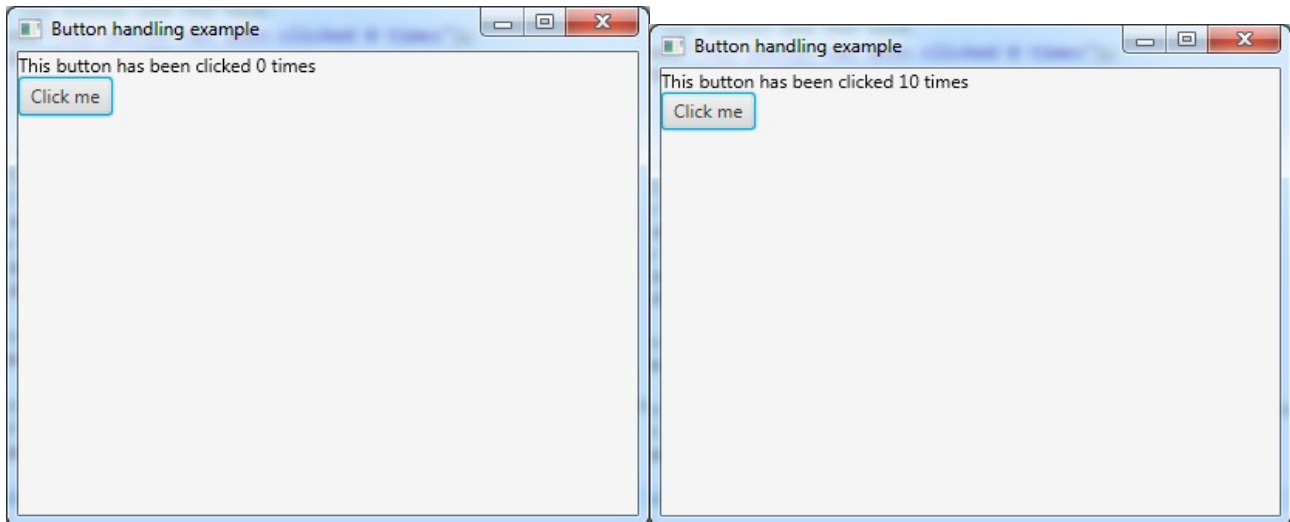 Button handling example
This button has been clicked 0 times
Click me
Button handling example
This button has been clicked 10 times
Click me